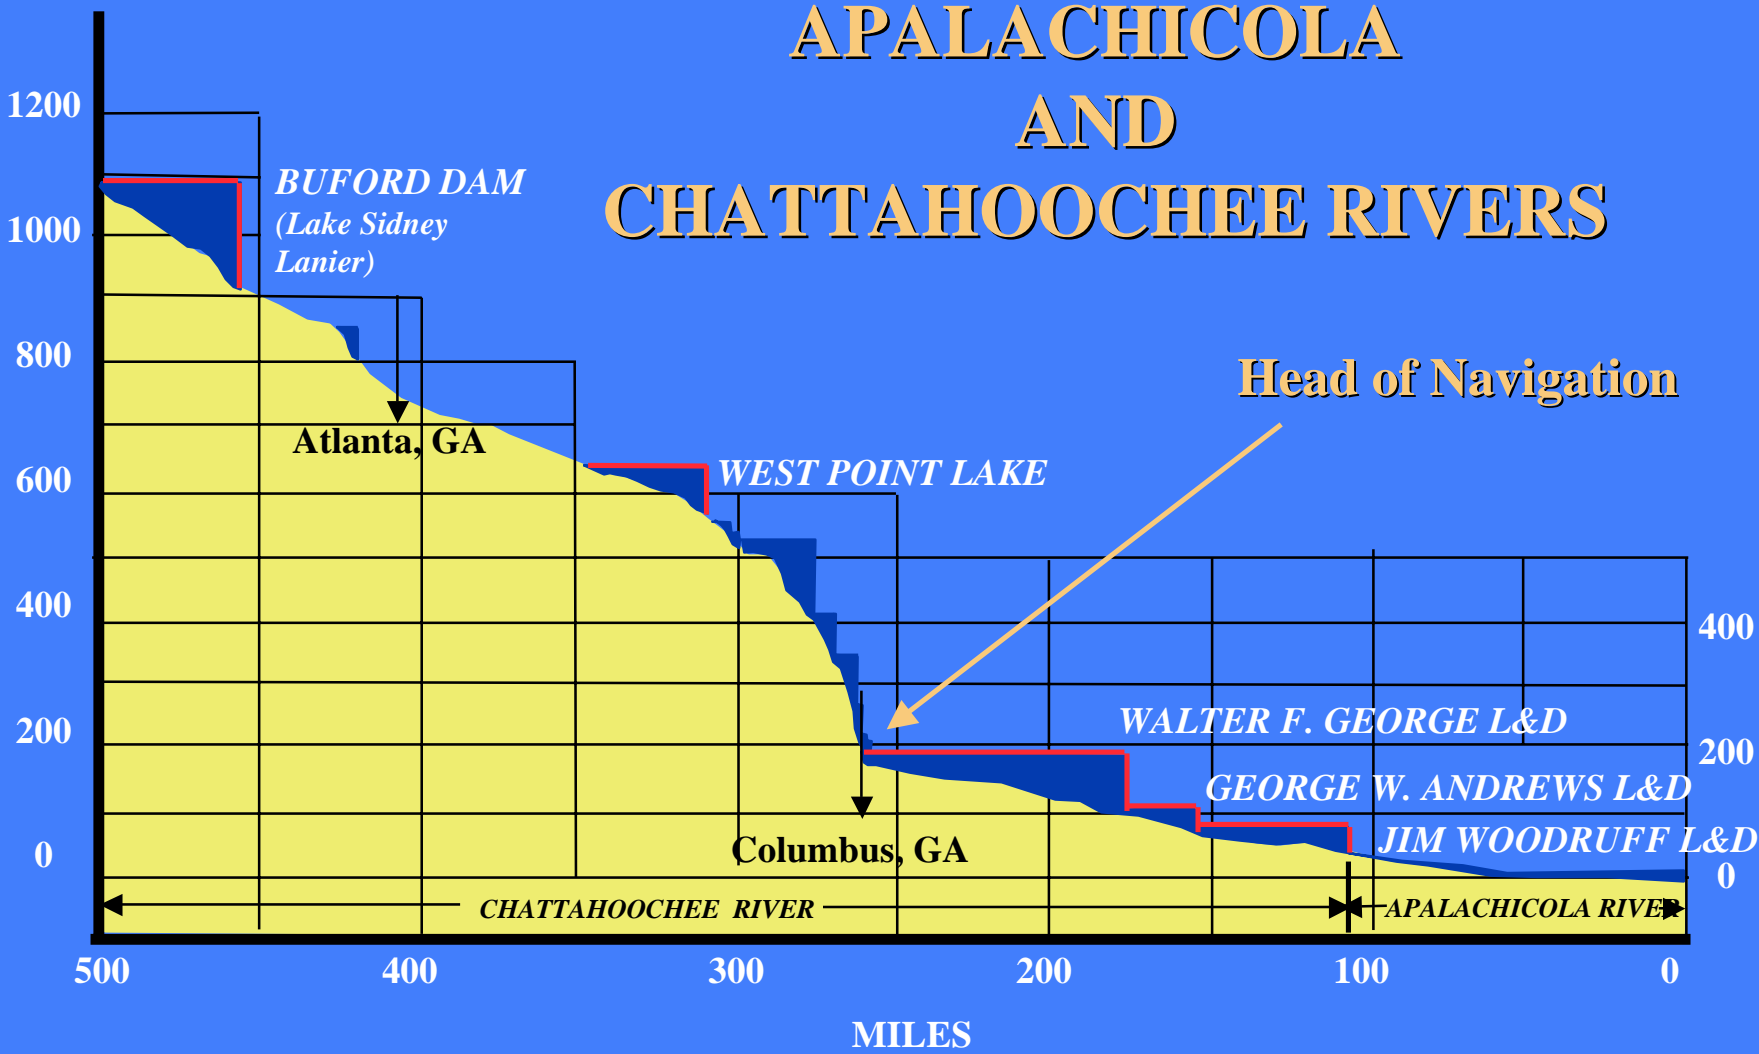 APALACHICOLA
AND
CHATTAHOOCHEE RIVERS
1200
BUFORD DAM
(Lake Sidney
Lanier)
1000
800
Head of Navigation
Atlanta, GA
WEST POINT LAKE
600
400
400
WALTER F. GEORGE L&D
200
200
GEORGE W. ANDREWS L&D
JIM WOODRUFF L&D
Columbus, GA
0
0
CHATTAHOOCHEE RIVER
APALACHICOLA RIVER
500 400 300 200 100 0
MILES